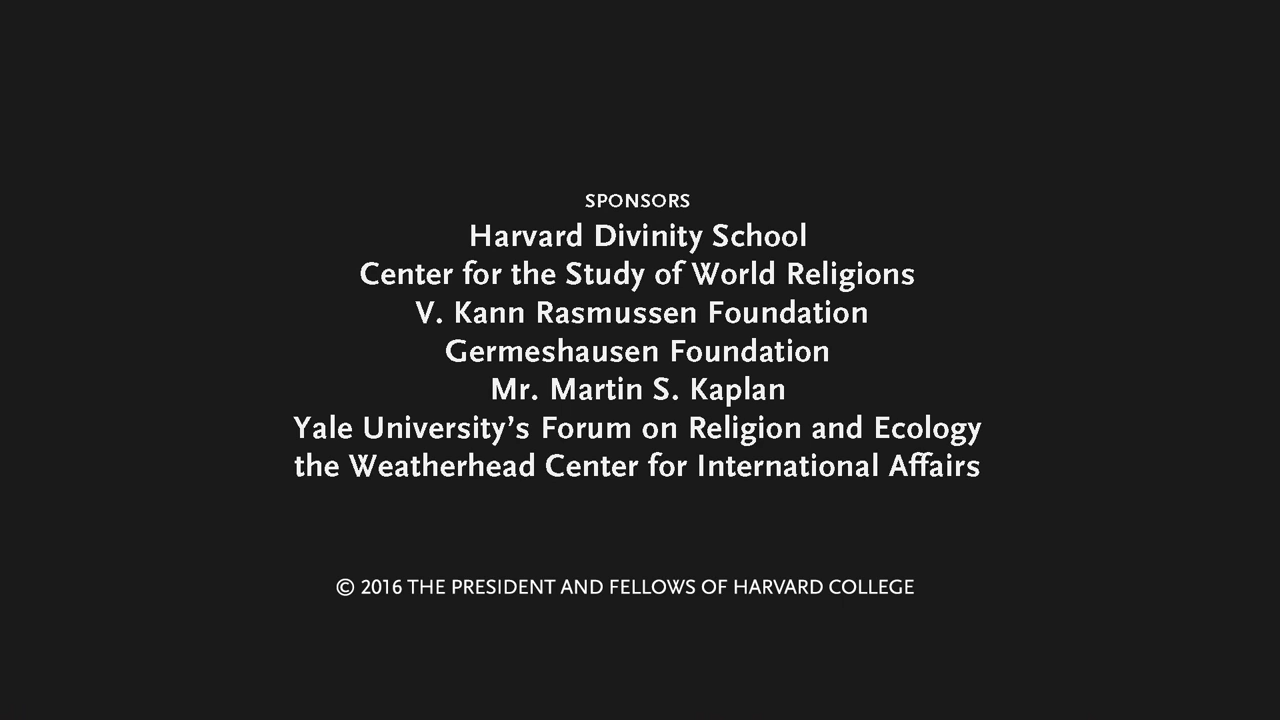 SPONSORS
Harvard Divinity School
Center for the Study of World Religions
V. Kann Rasmussen Foundation
Germeshausen Foundation
Mr. Martin S. Kaplan
Yale University’s Forum on Religion and Ecology
the Weatherhead Center for International Affairs
© 2016 THE PRESIDENT AND FELLOWS OF HARVARD COLLEGE